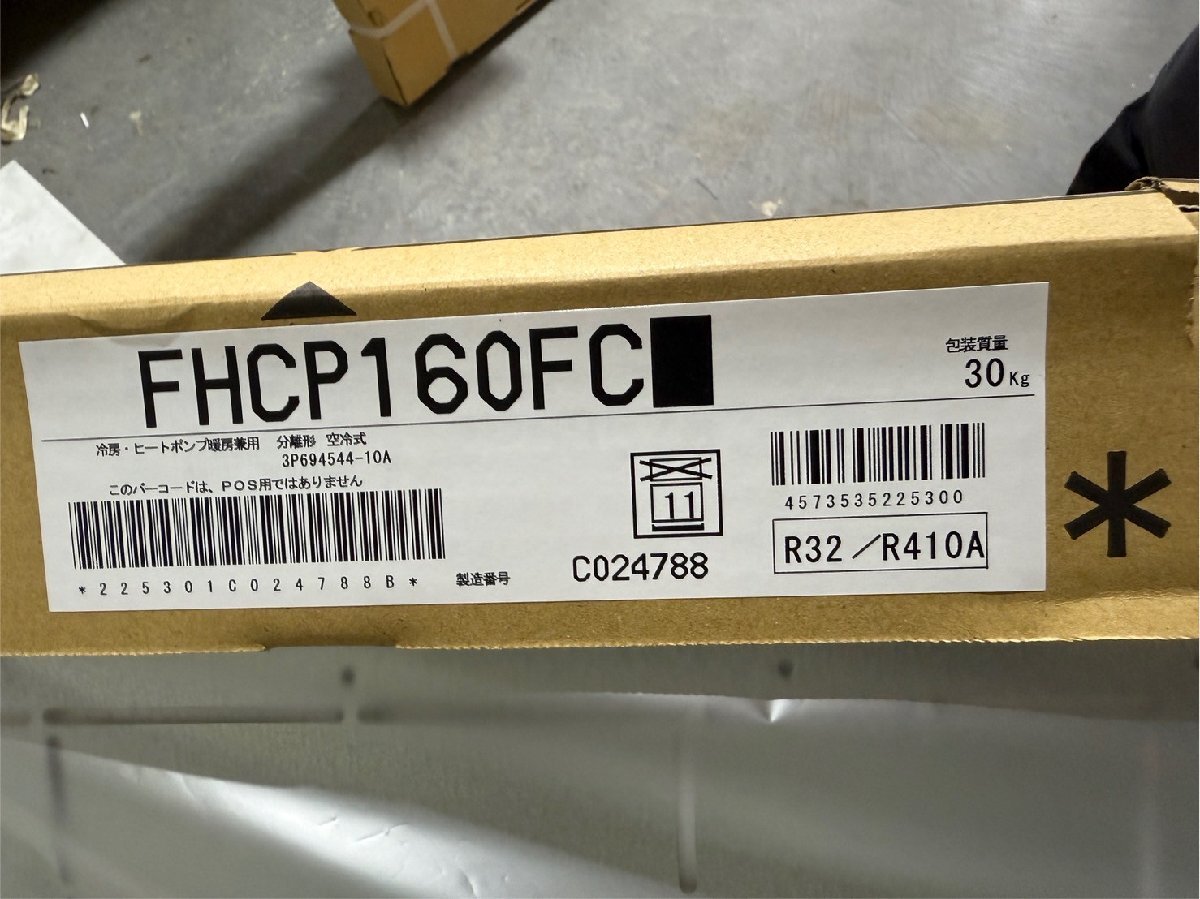 FHCP160FC■
包装質量
30Kg
冷房・ヒートポンプ暖房兼用 分離形 空冷式
3P694544-10A
このバーコードは、POS用ではありません
*225301C024788B*
製造番号
C024788
11
4573535225300
R32/R410A
*